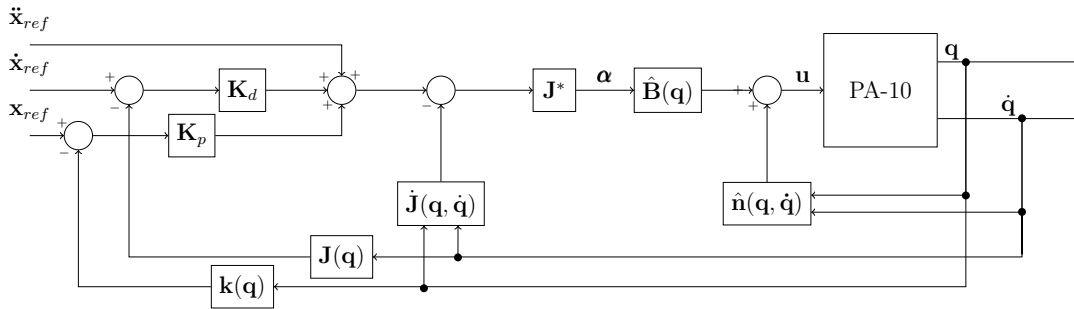 ẍ_ref
ẋ_ref
x_ref
+
−
+
−
K_d
K_p
+
+
+
+
−
J*
α
B̂(q)
+
+
u
PA-10
q
q̇
J̇(q, q̇)
n̂(q, q̇)
J(q)
k(q)